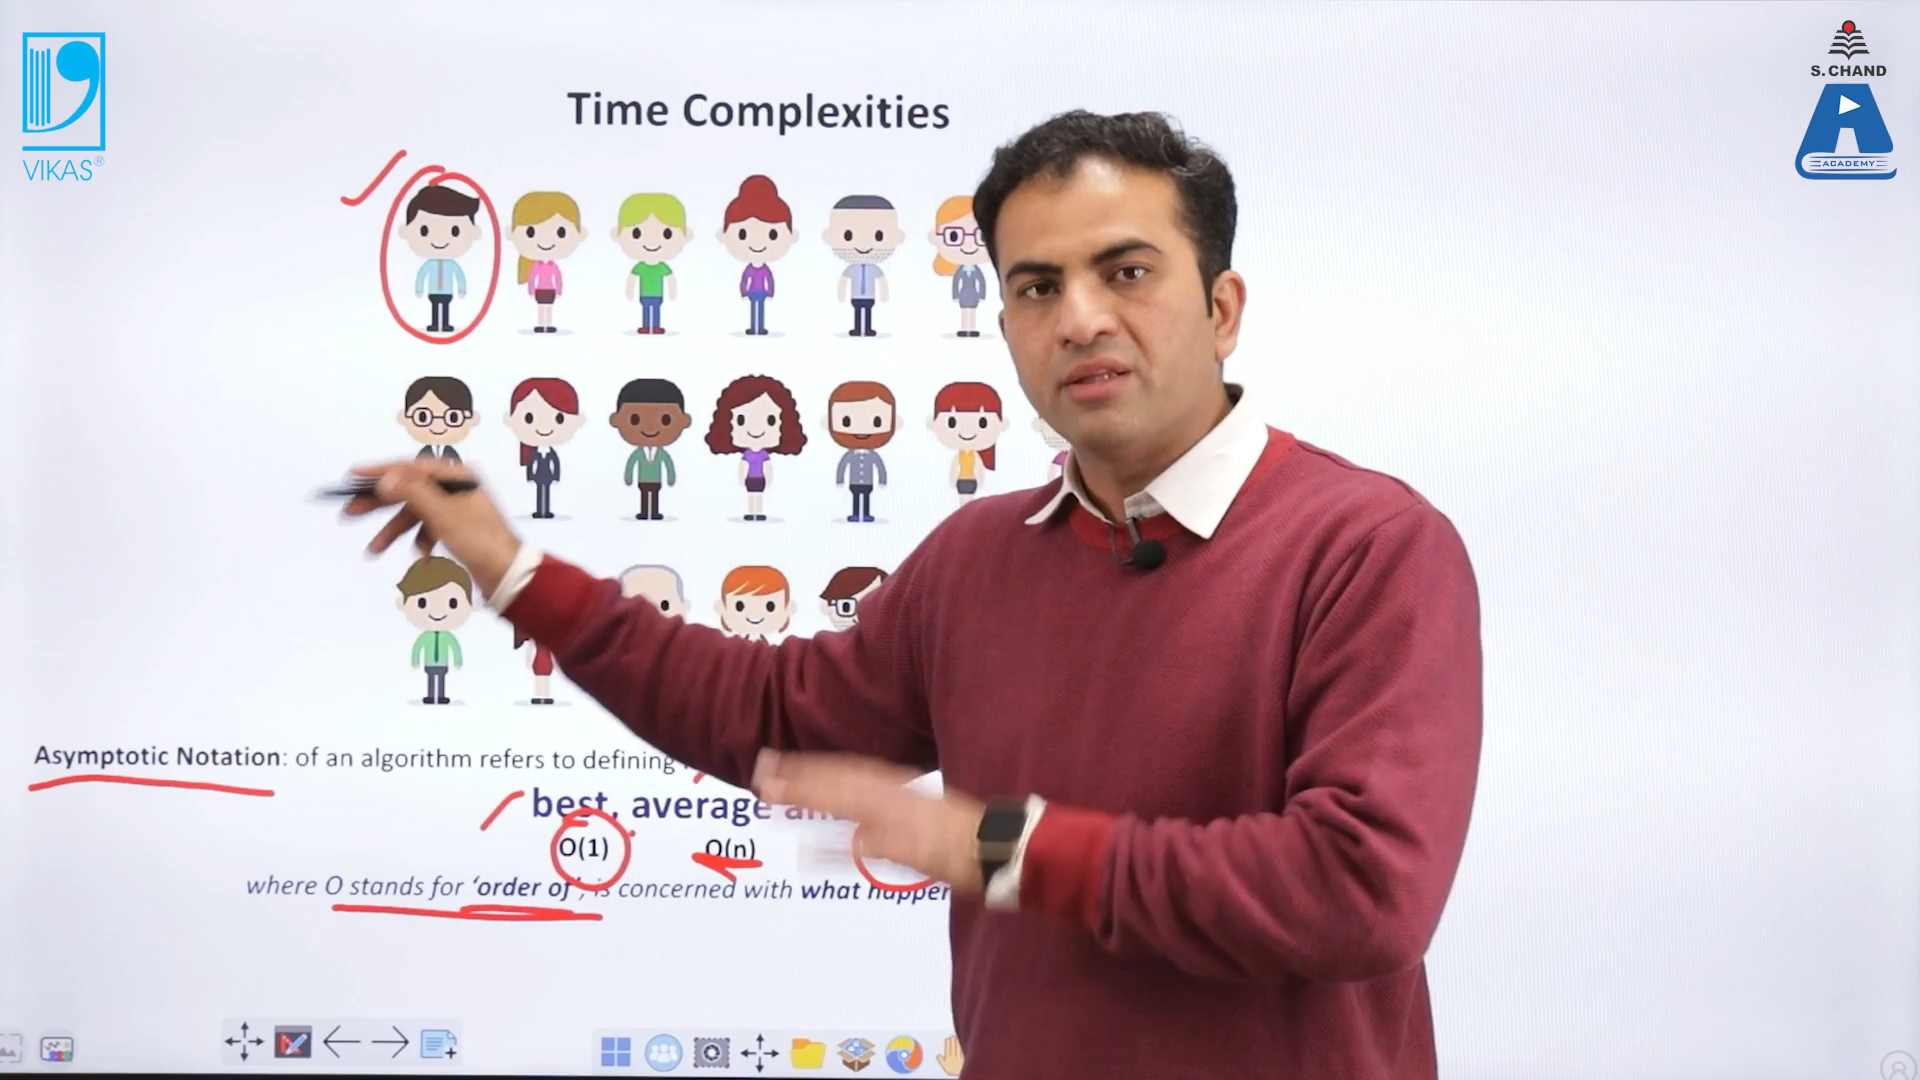 VIKAS®
S. CHAND
ACADEMY
Time Complexities
Asymptotic Notation: of an algorithm refers to defining
best, average
O(1) O(n)
where O stands for 'order of', is concerned with what happen